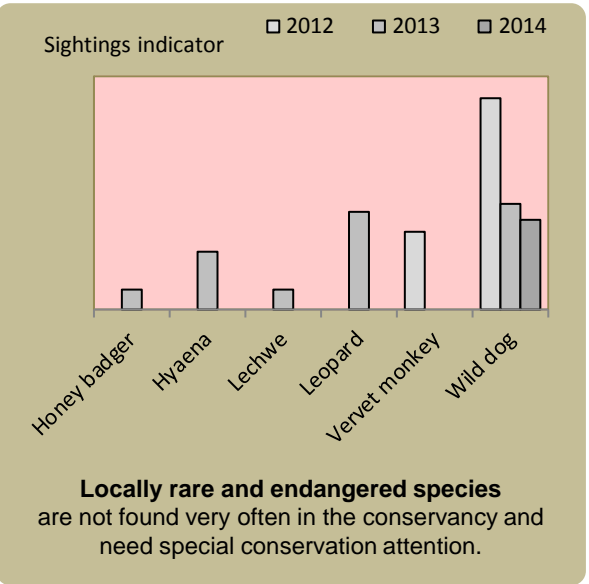 Sightings indicator
2012 2013 2014
Honey badger
Hyaena
Lechwe
Leopard
Vervet monkey
Wild dog
Locally rare and endangered species
are not found very often in the conservancy and
need special conservation attention.